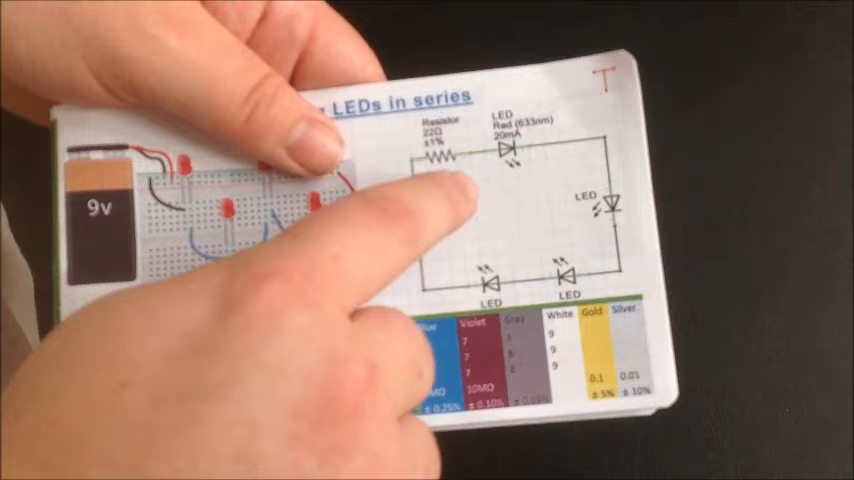 LEDs in series
T
Resistor
22Ω
±1%
LED
Red (633nm)
20mA
LED
9v
LED
LED
Blue Violet Gray White Gold Silver
7 8 9
7 8 9
7 8 9
MΩ 10MΩ 0.1 0.01
± 0.25% ± 0.10% ± 0.05% ± 5% ± 10%